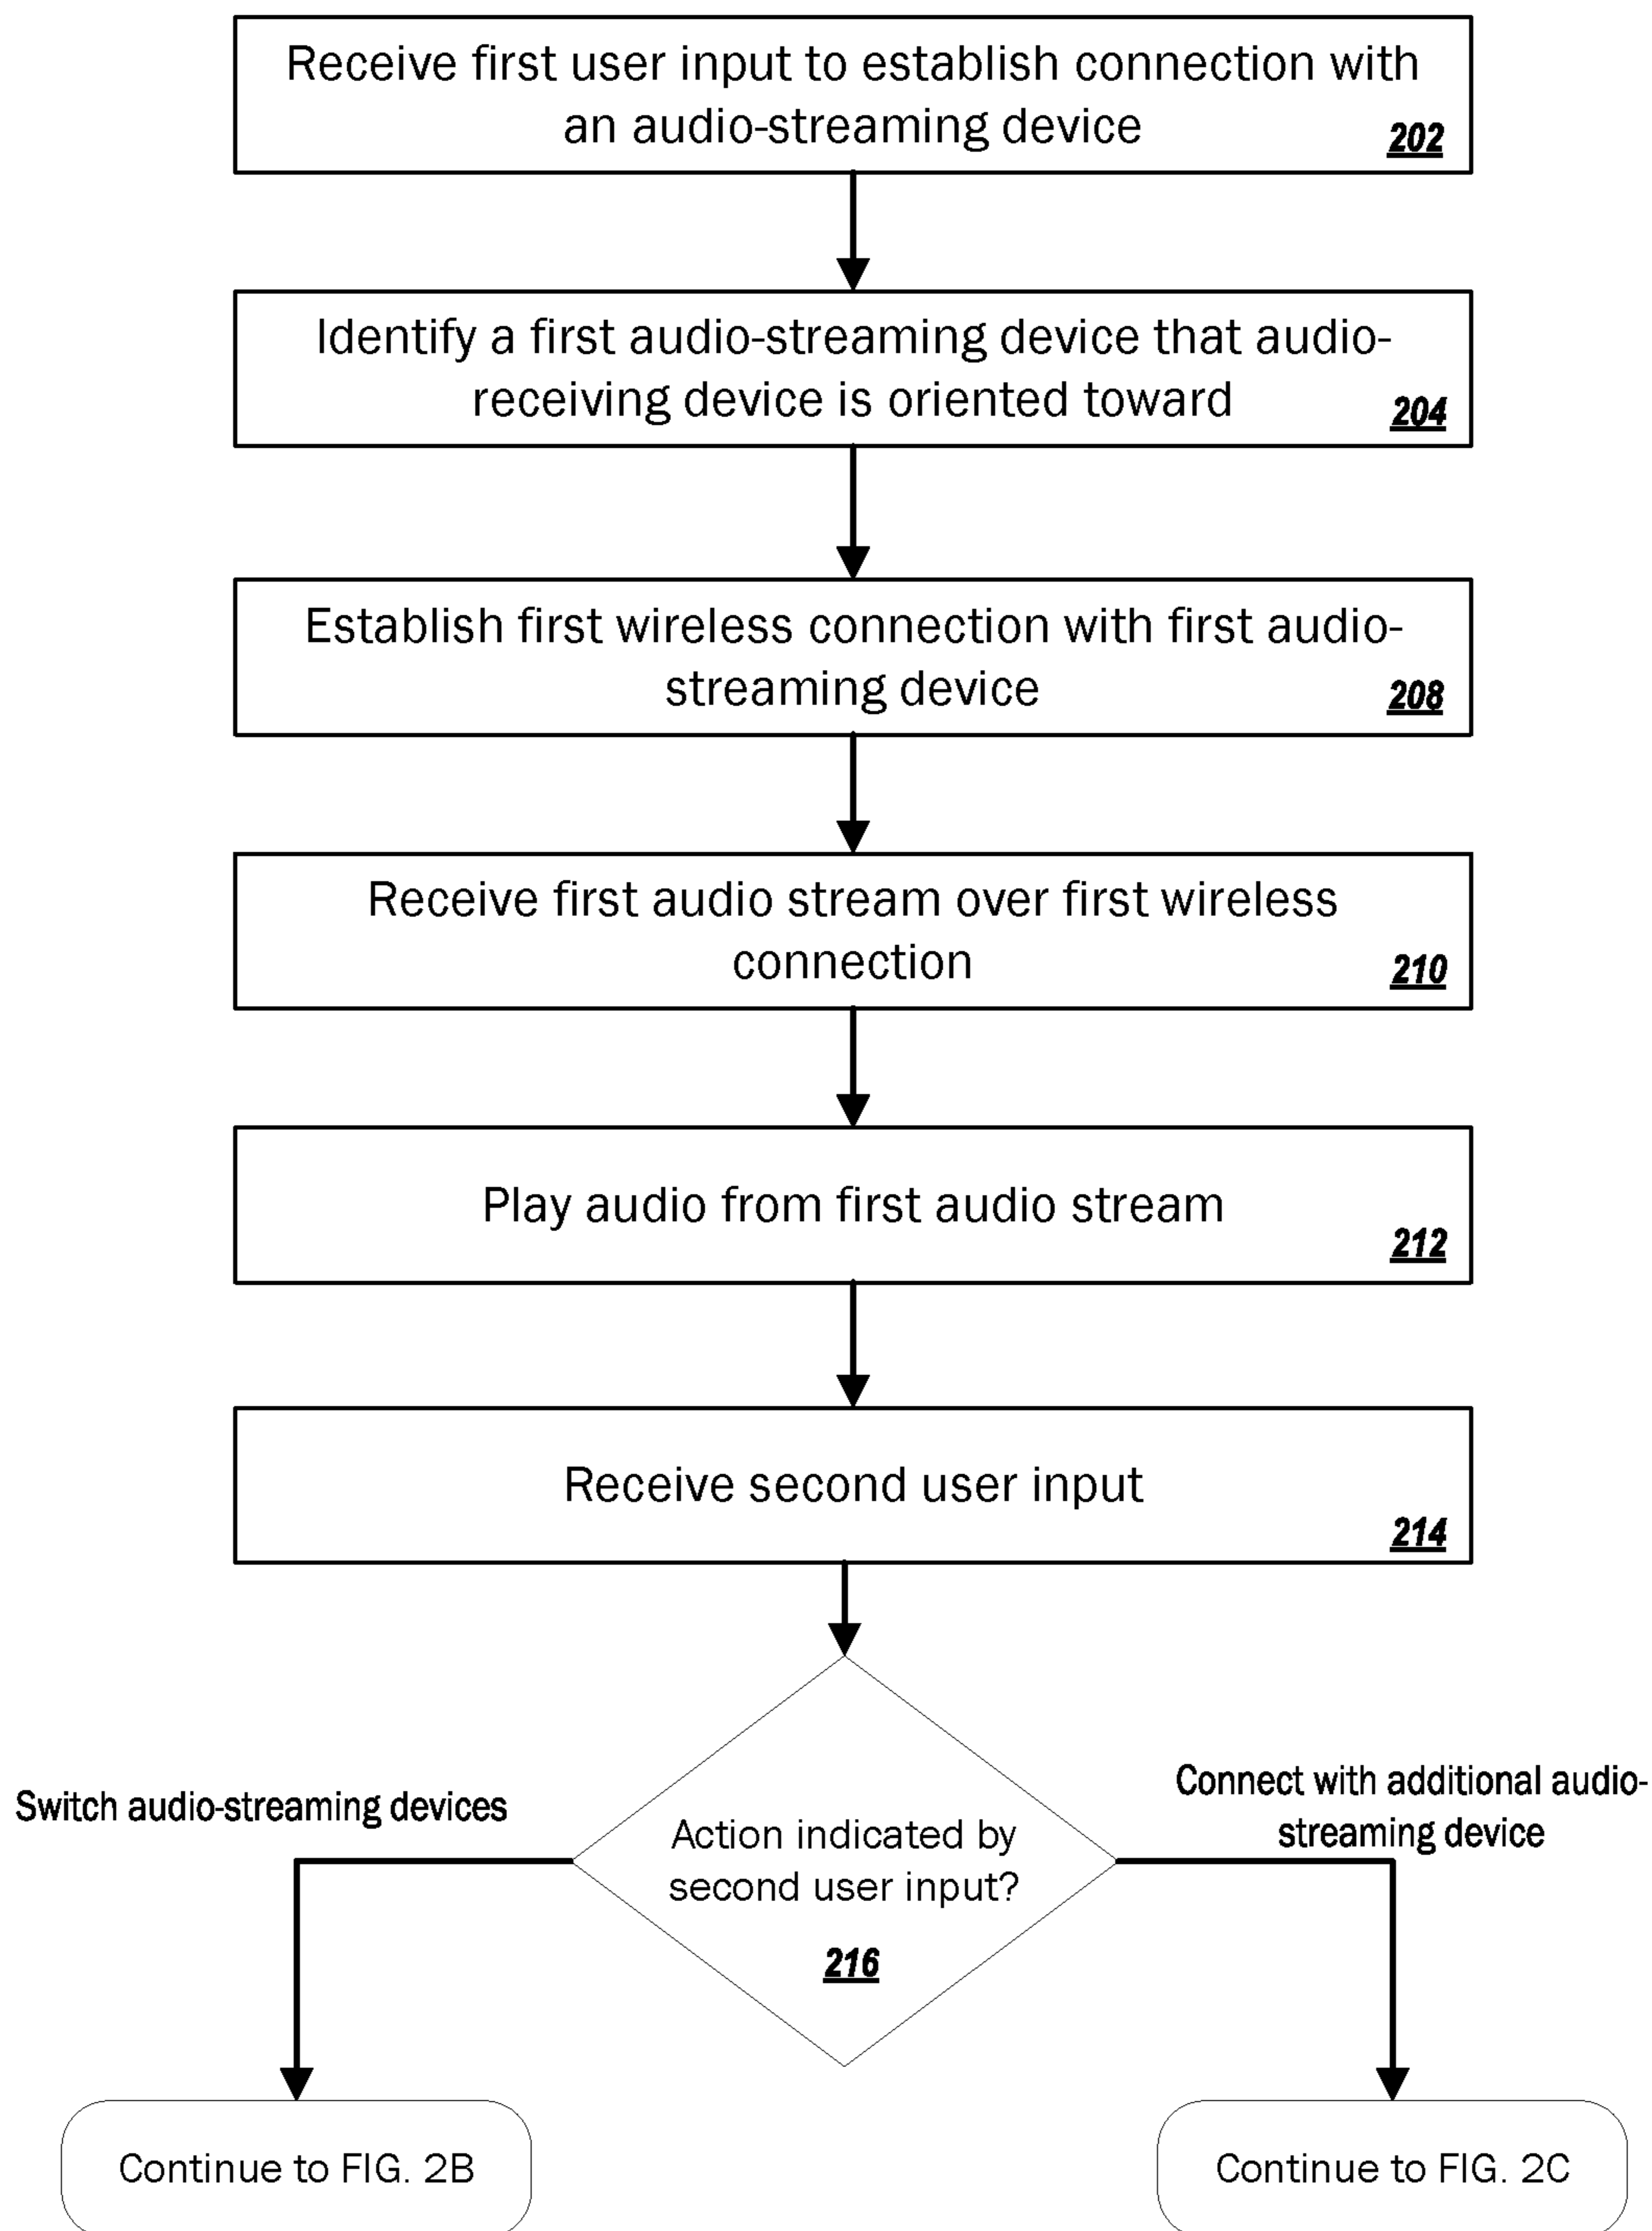 Receive first user input to establish connection with
an audio-streaming device
202
Identify a first audio-streaming device that audio-
receiving device is oriented toward
204
Establish first wireless connection with first audio-
streaming device
208
Receive first audio stream over first wireless
connection
210
Play audio from first audio stream
212
Receive second user input
214
Switch audio-streaming devices
Connect with additional audio-
streaming device
Action indicated by
second user input?
216
Continue to FIG. 2B
Continue to FIG. 2C